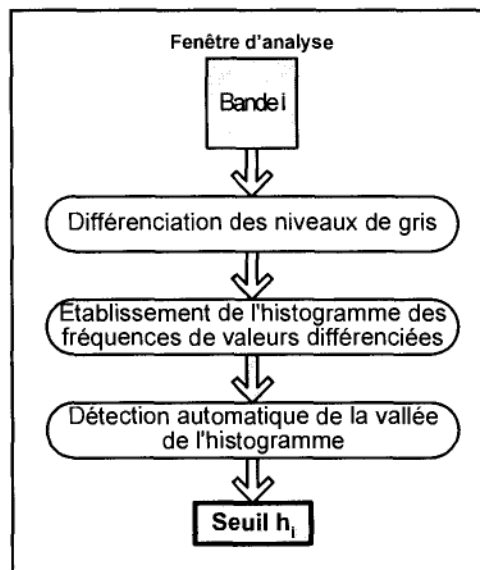 Fenêtre d'analyse
Bande i
Différenciation des niveaux de gris
Etablissement de l'histogramme des
fréquences de valeurs différenciées
Détection automatique de la vallée
de l'histogramme
Seuil hi